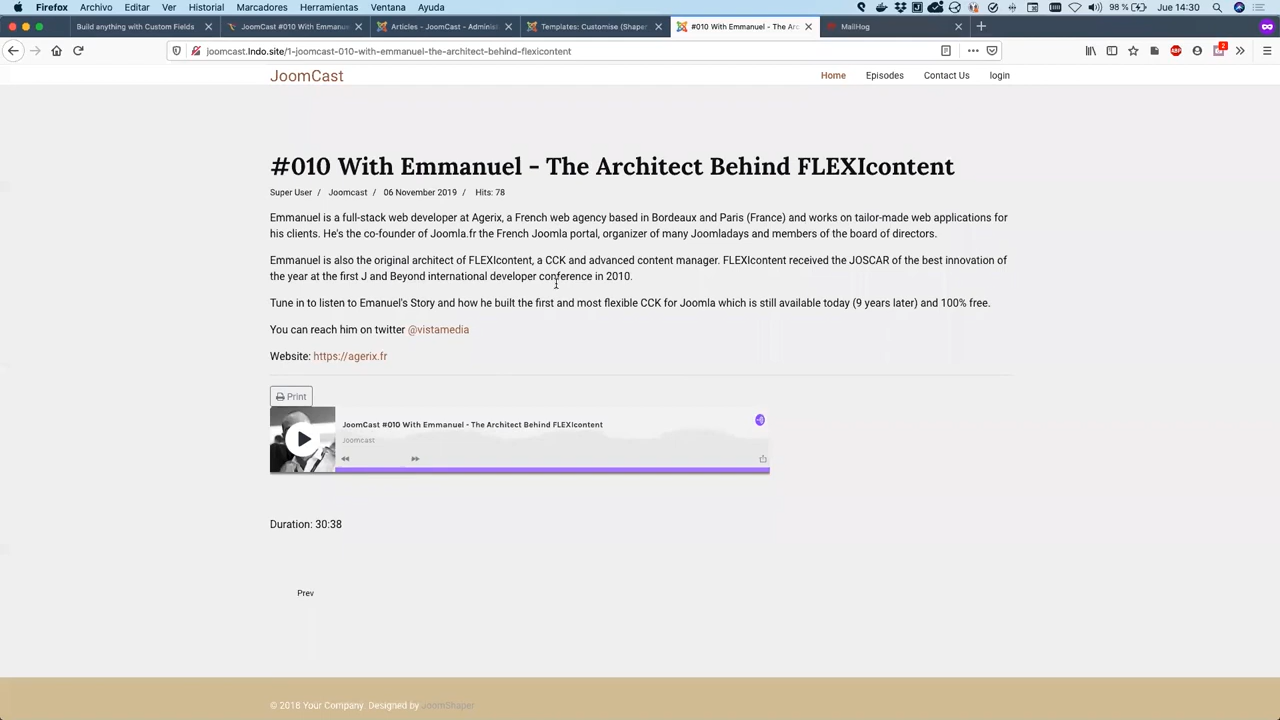 Firefox Archivo Editar Ver Historial Marcadores Herramientas Ventana Ayuda 98 % Jue 14:30
Build anything with Custom Fields JoomCast #010 With Emmanue Articles - JoomCast - Adminis Templates: Customise (Shaper #010 With Emmanuel - The Arc MailHog
joomcast.lndo.site/1-joomcast-010-with-emmanuel-the-architect-behind-flexicontent ABP 2
JoomCast Home Episodes Contact Us login
#010 With Emmanuel - The Architect Behind FLEXIcontent
Super User / Joomcast / 06 November 2019 / Hits: 78
Emmanuel is a full-stack web developer at Agerix, a French web agency based in Bordeaux and Paris (France) and works on tailor-made web applications for
his clients. He's the co-founder of Joomla.fr the French Joomla portal, organizer of many Joomladays and members of the board of directors.
Emmanuel is also the original architect of FLEXIcontent, a CCK and advanced content manager. FLEXIcontent received the JOSCAR of the best innovation of
the year at the first J and Beyond international developer conference in 2010.
Tune in to listen to Emanuel's Story and how he built the first and most flexible CCK for Joomla which is still available today (9 years later) and 100% free.
You can reach him on twitter @vistamedia
Website: https://agerix.fr
Print
JoomCast #010 With Emmanuel - The Architect Behind FLEXIcontent
Joomcast
Duration: 30:38
Prev
© 2018 Your Company. Designed by JoomShaper